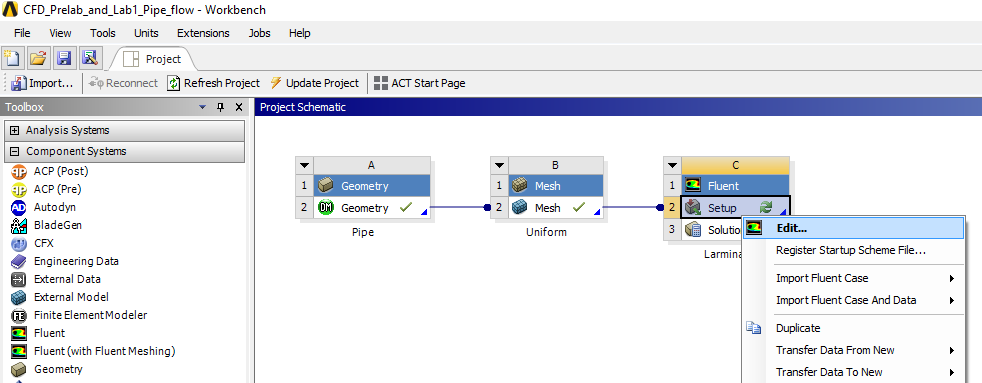 CFD_Prelab_and_Lab1_Pipe_flow - Workbench
File View Tools Units Extensions Jobs Help
Project
Import... Reconnect Refresh Project Update Project ACT Start Page
Toolbox
Project Schematic
Analysis Systems
Component Systems
ACP (Post)
ACP (Pre)
Autodyn
BladeGen
CFX
Engineering Data
External Data
External Model
Finite Element Modeler
Fluent
Fluent (with Fluent Meshing)
Geometry
A
1 Geometry
2 DM Geometry
Pipe
B
1 Mesh
2 Mesh
Uniform
C
1 Fluent
2 Setup
3 Solutio
Larmina
Edit...
Register Startup Scheme File...
Import Fluent Case
Import Fluent Case And Data
Duplicate
Transfer Data From New
Transfer Data To New